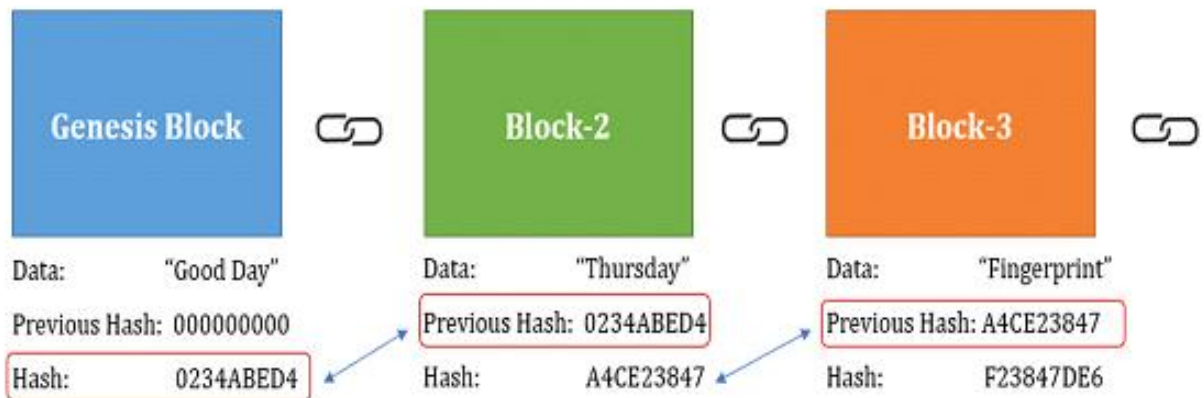 Genesis Block
Block-2
Block-3
Data: “Good Day”
Previous Hash: 000000000
Hash: 0234ABED4
Data: “Thursday”
Previous Hash: 0234ABED4
Hash: A4CE23847
Data: “Fingerprint”
Previous Hash: A4CE23847
Hash: F23847DE6